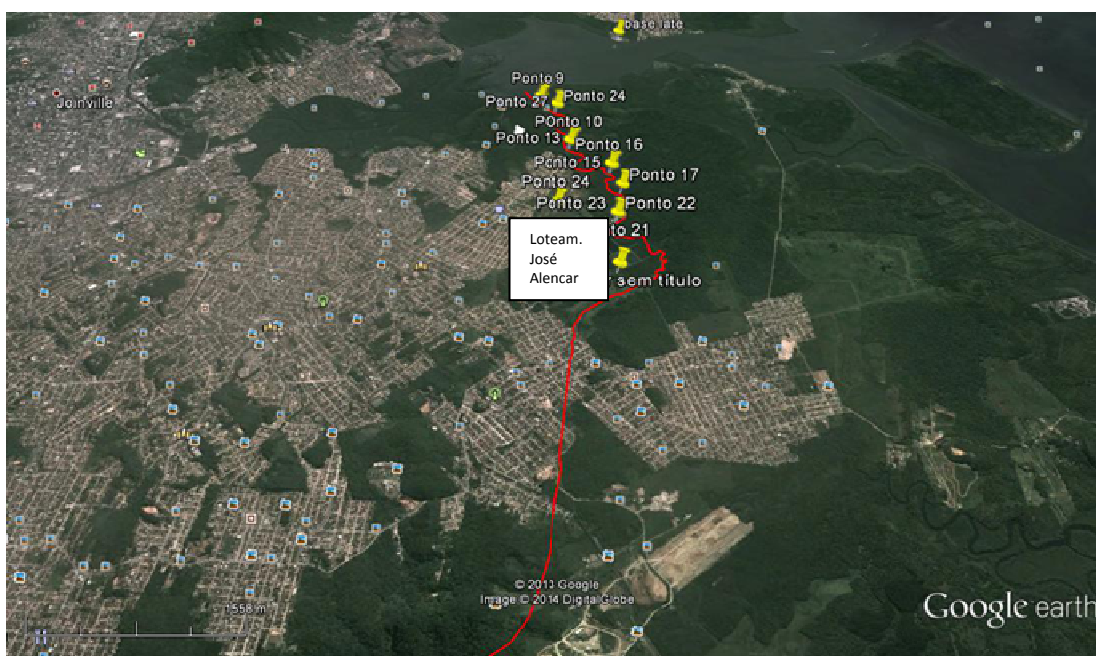 base Iate
Ponto 9
Joinville
Ponto 27
Ponto 24
POnto 10
Ponto 13
Ponto 16
Ponto 15
Ponto 17
Ponto 24
Ponto 23
Ponto 22
to 21
Loteam.
José
Alencar
sem título
© 2013 Google
Image © 2014 DigitalGlobe
1558 m
Google earth